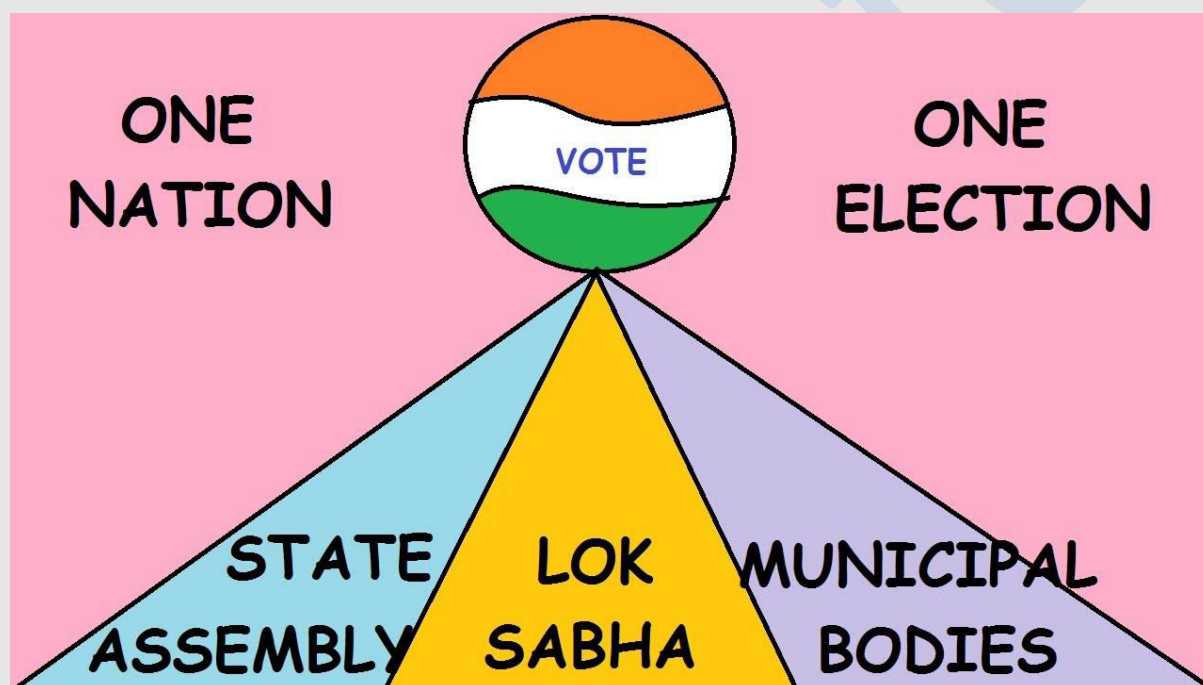 ONE
NATION
VOTE
ONE
ELECTION
STATE
ASSEMBLY
LOK
SABHA
MUNICIPAL
BODIES